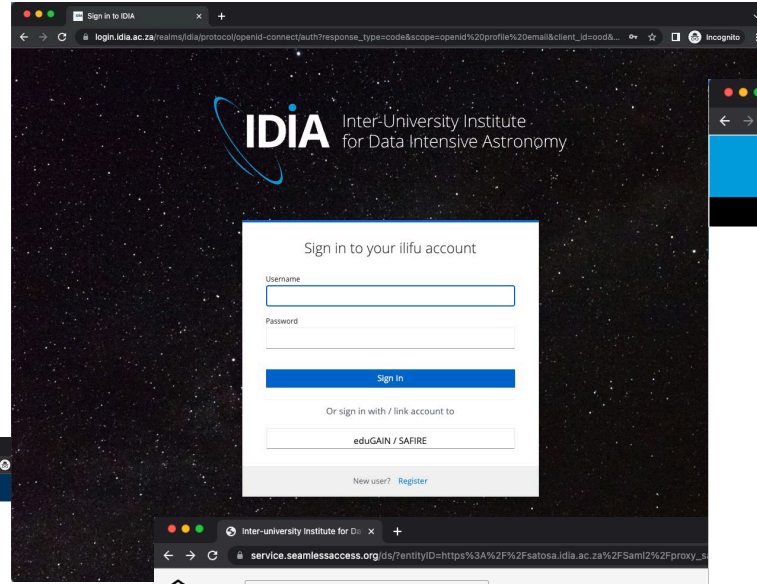 Sign in to IDIA
login.idia.ac.za/realms/idia/protocol/openid-connect/auth?response_type=code&scope=openid%20profile%20email&client_id=ood&...
Incognito
IDIA
Inter-University Institute
for Data Intensive Astronomy
Sign in to your ilifu account
Username
Password
Sign In
Or sign in with / link account to
eduGAIN / SAFIRE
New user? Register
Inter-university Institute for Da
service.seamlessaccess.org/ds/?entityID=https%3A%2F%2Fsatosa.idia.ac.za%2FSaml2%2Fproxy_s